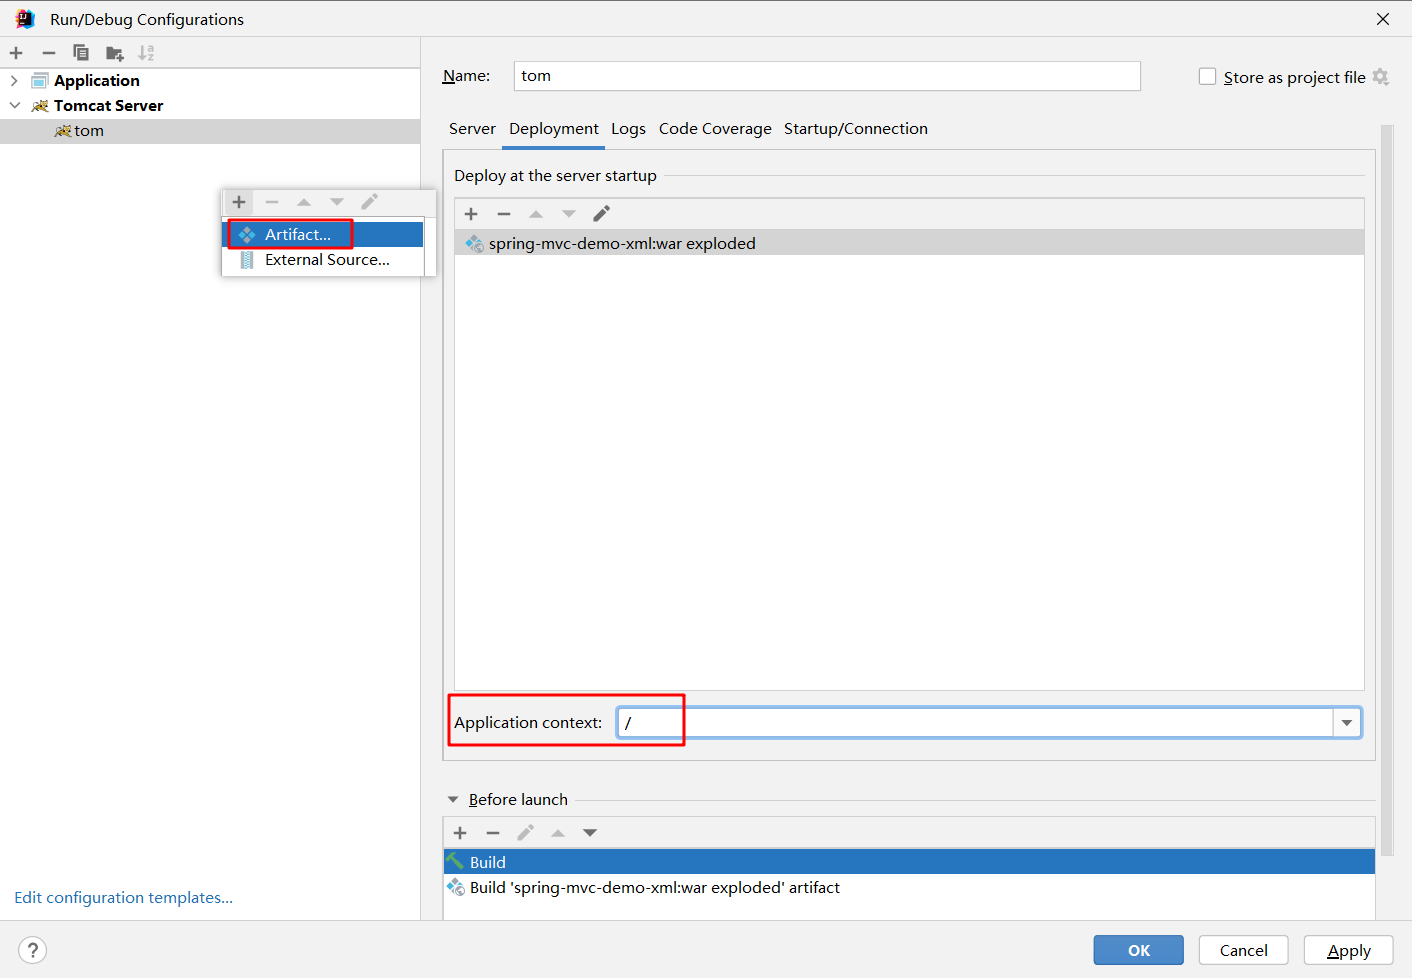 Run/Debug Configurations
Application
Tomcat Server
tom
Artifact...
External Source...
Edit configuration templates...
Name: tom
Store as project file
Server Deployment Logs Code Coverage Startup/Connection
Deploy at the server startup
spring-mvc-demo-xml:war exploded
Application context: /
Before launch
Build
Build 'spring-mvc-demo-xml:war exploded' artifact
?
OK Cancel Apply